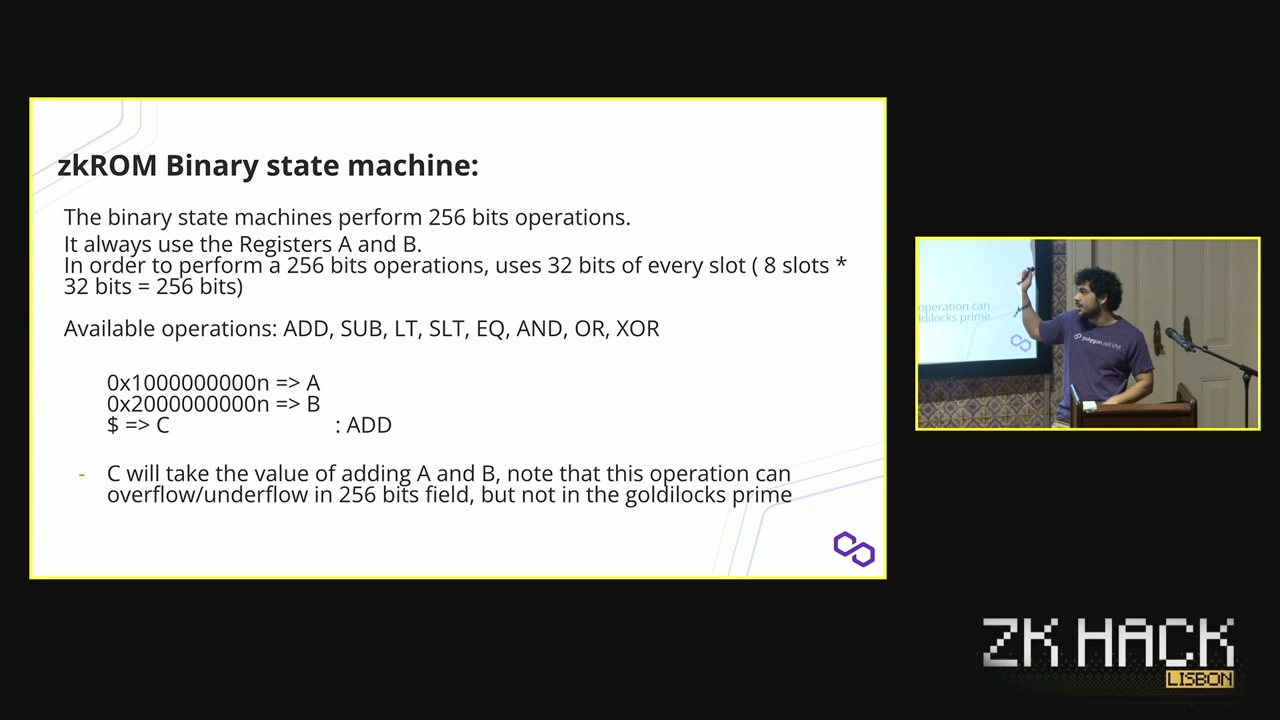 zkROM Binary state machine:
The binary state machines perform 256 bits operations.
It always use the Registers A and B.
In order to perform a 256 bits operations, uses 32 bits of every slot ( 8 slots *
32 bits = 256 bits)
Available operations: ADD, SUB, LT, SLT, EQ, AND, OR, XOR
0x1000000000n => A
0x2000000000n => B
$ => C : ADD
- C will take the value of adding A and B, note that this operation can
overflow/underflow in 256 bits field, but not in the goldilocks prime
operation can
ldilocks prime
polygon zkEVM
ZK HACK
LISBON